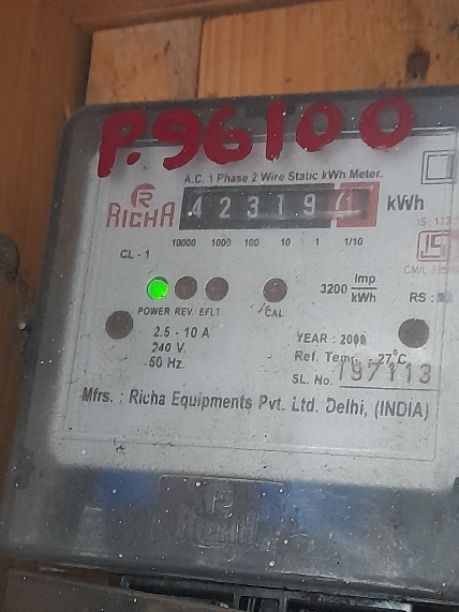 P.96100
A.C. 1 Phase 2 Wire Static kWh Meter.
R
RICHA
42319 kWh
10000 1000 100 10 1 1/10
CL - 1
POWER REV. EFLT CAL
3200 Imp/kWh
RS :
2.5 - 10 A
240 V.
50 Hz.
YEAR : 2009
Ref. Temp. 27°C
SL. No. 197113
Mfrs. : Richa Equipments Pvt. Ltd. Delhi, (INDIA)
RICHA